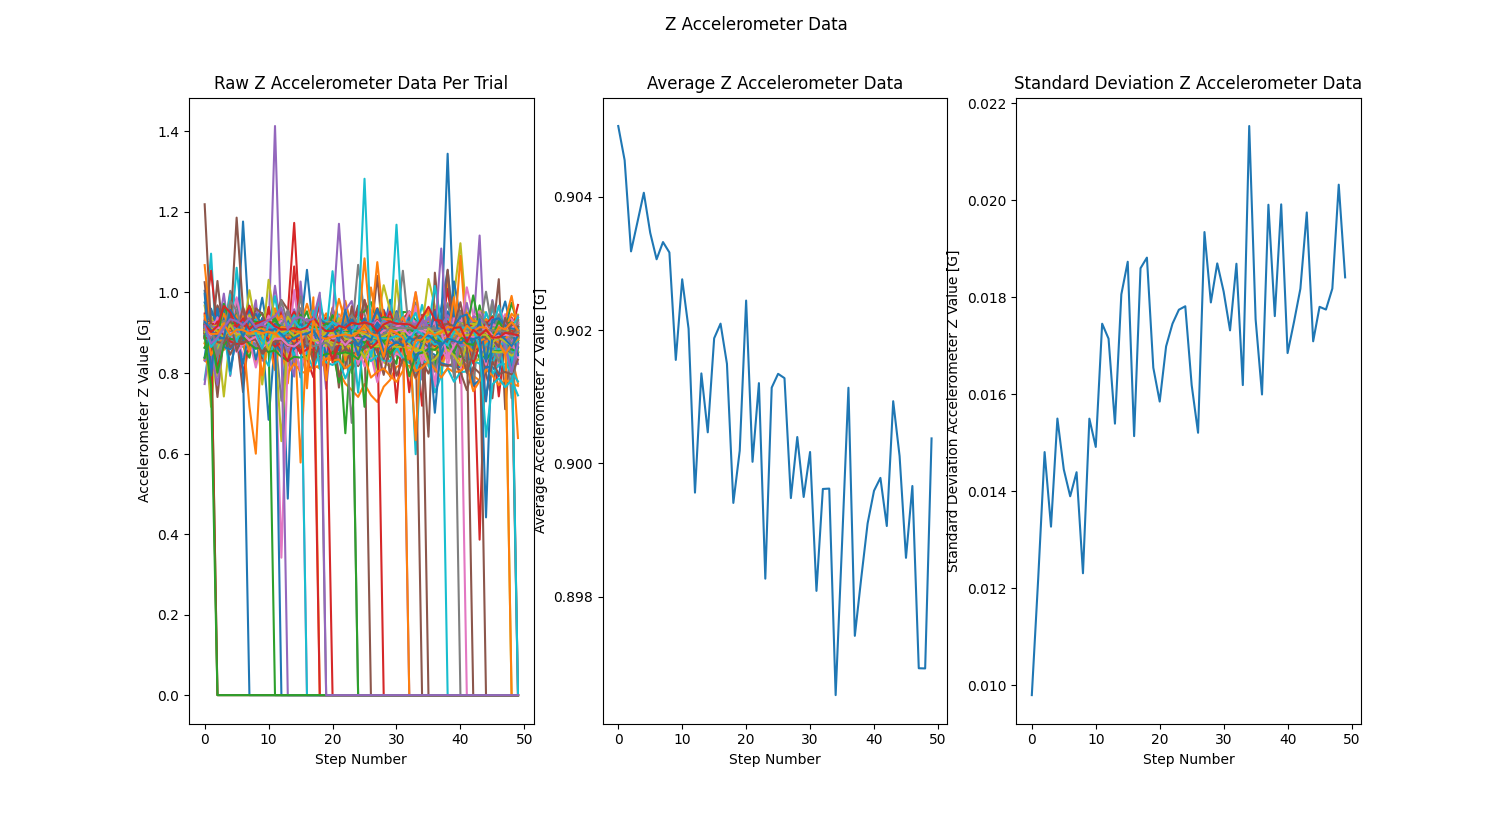 Z Accelerometer Data
Raw Z Accelerometer Data Per Trial
Accelerometer Z Value [G]
1.4
1.2
1.0
0.8
0.6
0.4
0.2
0.0
0 10 20 30 40 50
Step Number
Average Z Accelerometer Data
Average Accelerometer Z Value [G]
0.904
0.902
0.900
0.898
0 10 20 30 40 50
Step Number
Standard Deviation Z Accelerometer Data
Standard Deviation Accelerometer Z Value [G]
0.022
0.020
0.018
0.016
0.014
0.012
0.010
0 10 20 30 40 50
Step Number